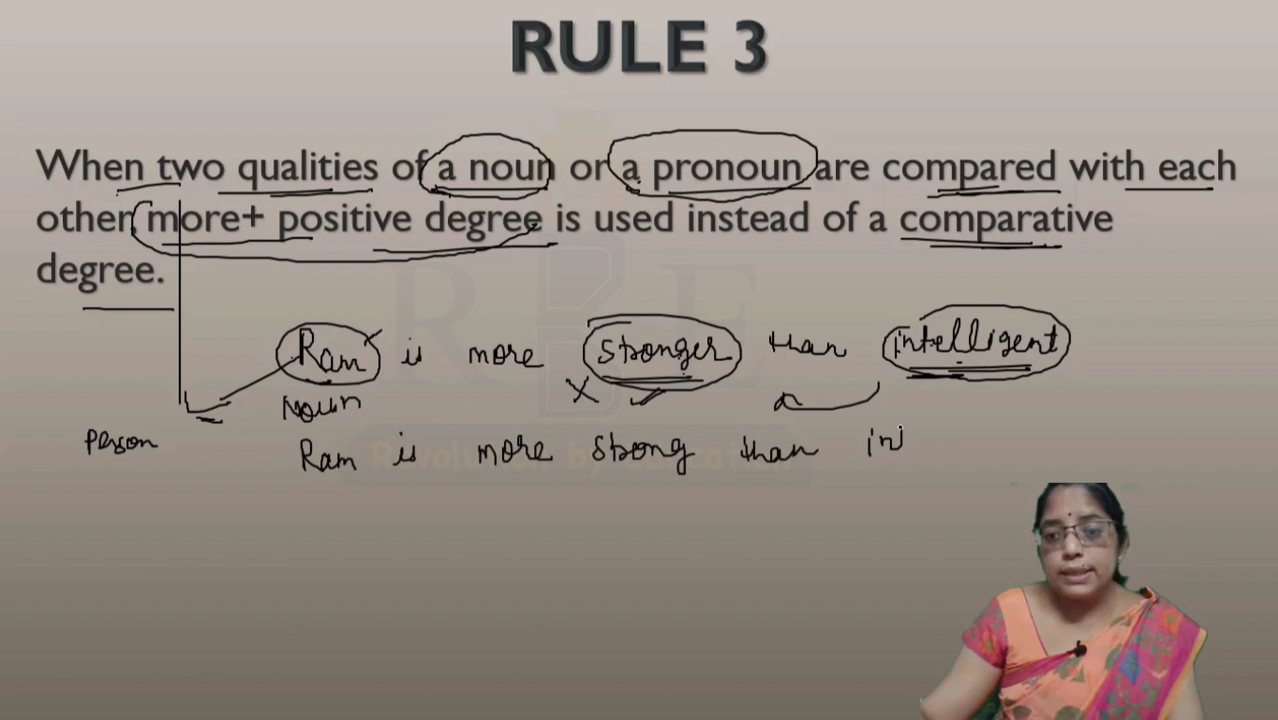 RULE 3
When two qualities of a noun or a pronoun are compared with each
other, more+ positive degree is used instead of a comparative
degree.
Ram is more stronger than intelligent
Noun
Person
Ram is more strong than int